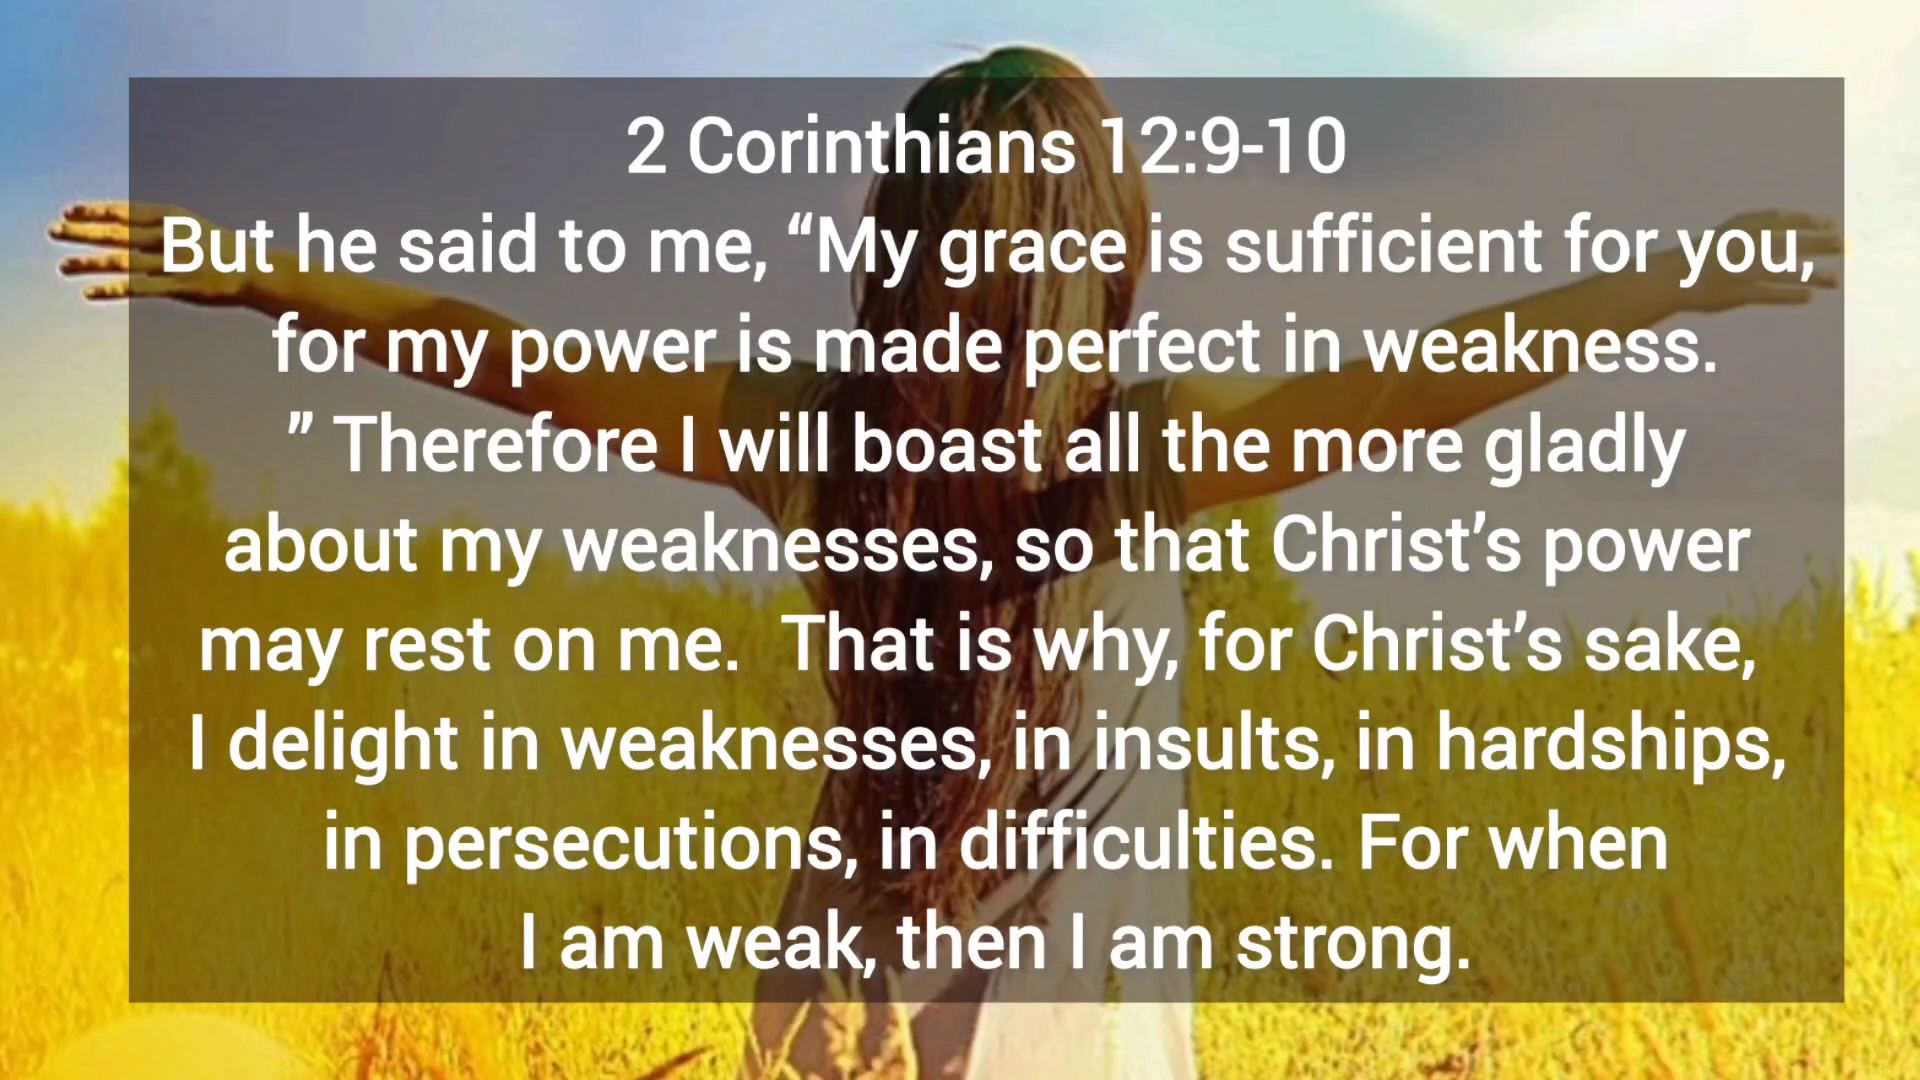 2 Corinthians 12:9-10
But he said to me, “My grace is sufficient for you,
for my power is made perfect in weakness.
” Therefore I will boast all the more gladly
about my weaknesses, so that Christ’s power
may rest on me.  That is why, for Christ’s sake,
I delight in weaknesses, in insults, in hardships,
in persecutions, in difficulties. For when
I am weak, then I am strong.